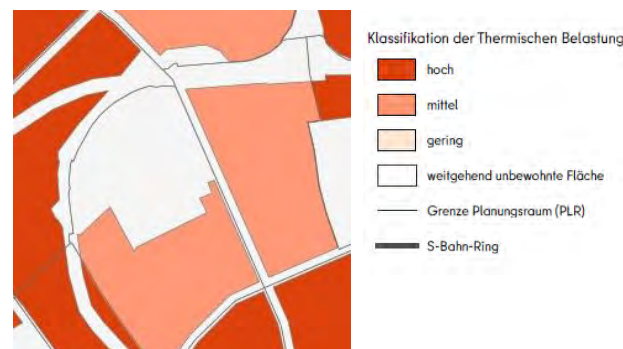 Klassifikation der Thermischen Belastung
hoch
mittel
gering
weitgehend unbewohnte Fläche
Grenze Planungsraum (PLR)
S-Bahn-Ring